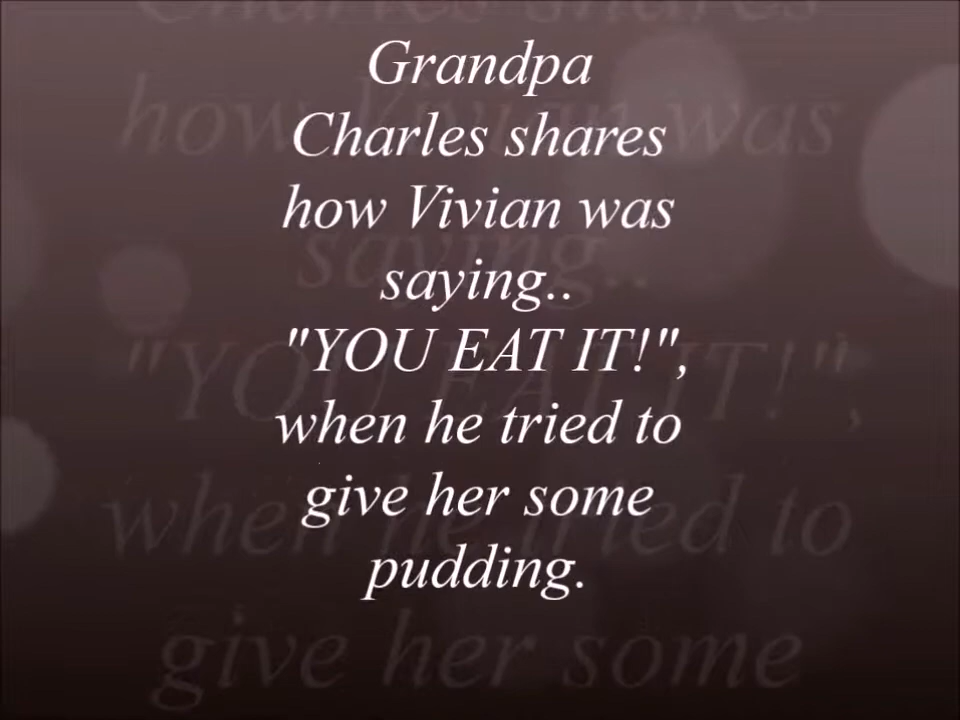 Grandpa
Charles shares
how Vivian was
saying..
"YOU EAT IT!",
when he tried to
give her some
pudding.